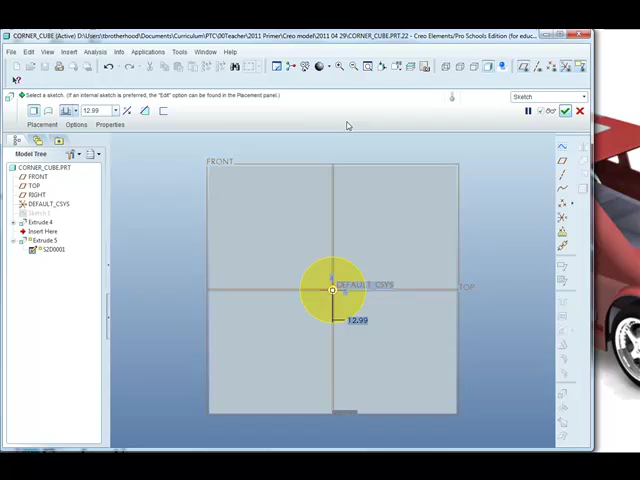 CORNER_CUBE (Active) C:\Users\tbrotherhood\Documents\Curriculum\PTC\00Teacher\2011 Primer\Creo model\2011 04 29\CORNER_CUBE.PRT.22 - Creo Elements/Pro Schools Edition (for educ...
File Edit View Insert Analysis Info Applications Tools Window Help
Select a sketch. (If an internal sketch is preferred, the "Edit" option can be found in the Placement panel.)
Sketch
12.99
Placement Options Properties
Model Tree
CORNER_CUBE.PRT
FRONT
TOP
RIGHT
DEFAULT_CSYS
Sketch 1
Extrude 4
Insert Here
Extrude 5
S2D0001
FRONT
DEFAULT_CSYS
TOP
12.99